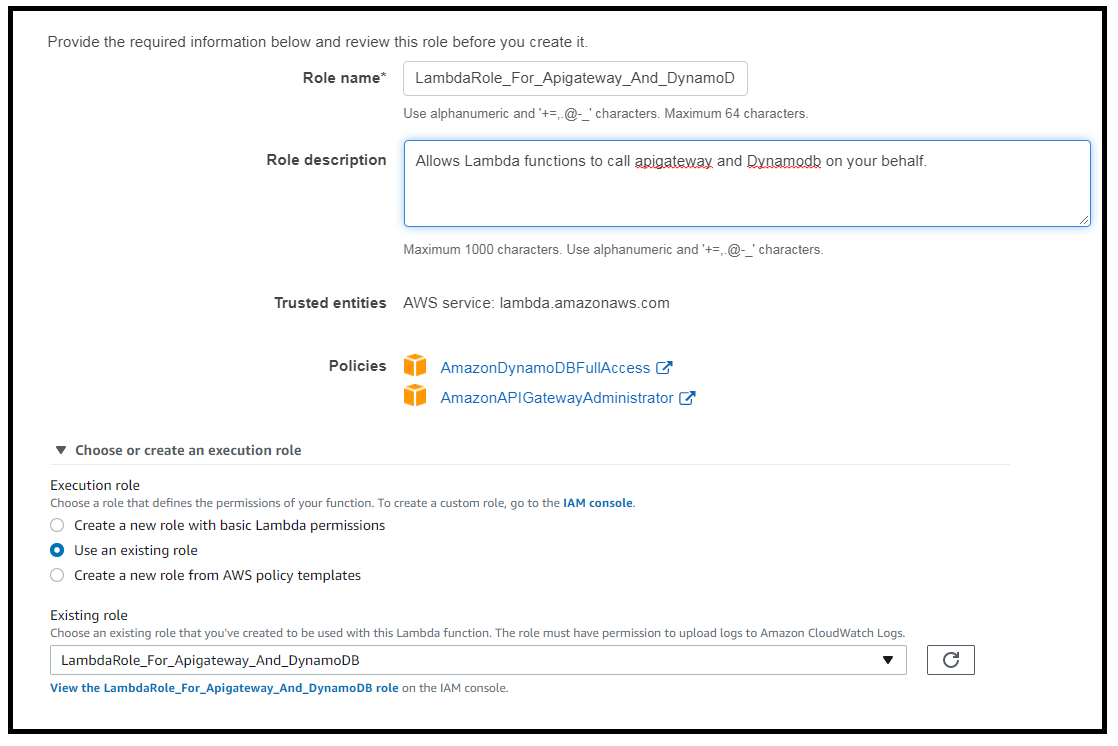 Provide the required information below and review this role before you create it.
Role name* LambdaRole_For_Apigateway_And_DynamoD
Use alphanumeric and '+=,.@-_' characters. Maximum 64 characters.
Role description Allows Lambda functions to call apigateway and Dynamodb on your behalf.
Maximum 1000 characters. Use alphanumeric and '+=,.@-_' characters.
Trusted entities AWS service: lambda.amazonaws.com
Policies AmazonDynamoDBFullAccess
AmazonAPIGatewayAdministrator
Choose or create an execution role
Execution role
Choose a role that defines the permissions of your function. To create a custom role, go to the IAM console.
Create a new role with basic Lambda permissions
Use an existing role
Create a new role from AWS policy templates
Existing role
Choose an existing role that you've created to be used with this Lambda function. The role must have permission to upload logs to Amazon CloudWatch Logs.
LambdaRole_For_Apigateway_And_DynamoDB
View the LambdaRole_For_Apigateway_And_DynamoDB role on the IAM console.